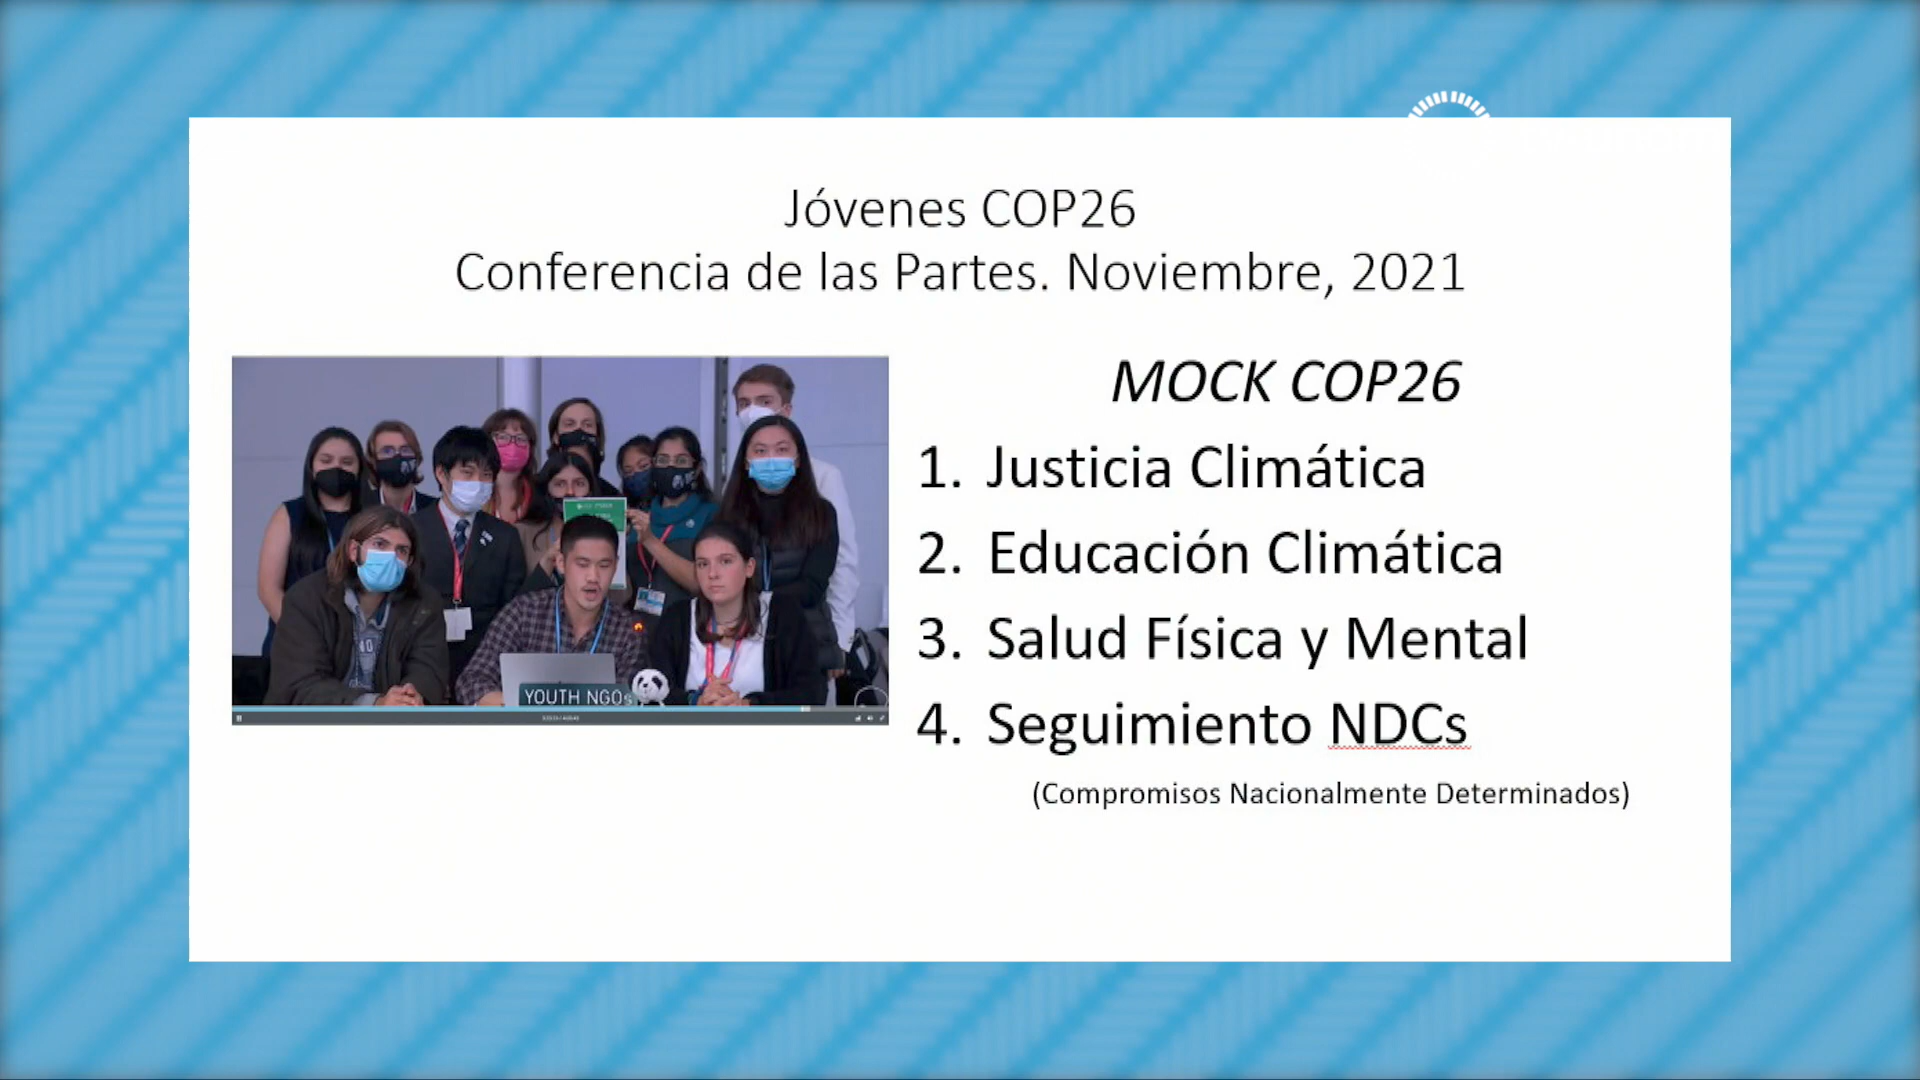 Jóvenes COP26
Conferencia de las Partes. Noviembre, 2021
MOCK COP26
1. Justicia Climática
2. Educación Climática
3. Salud Física y Mental
4. Seguimiento NDCs
(Compromisos Nacionalmente Determinados)
YOUTH NGOs